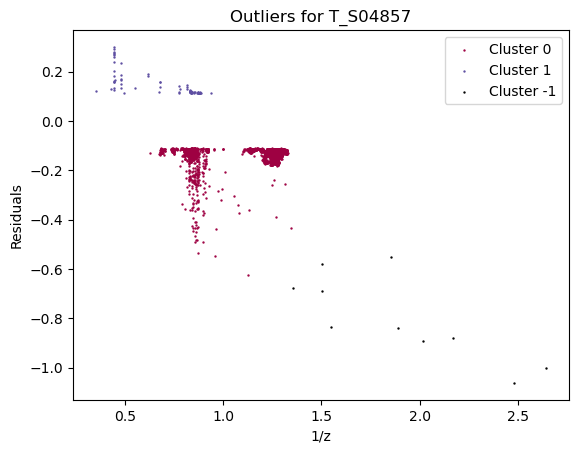 Outliers for T_S04857
Cluster 0
Cluster 1
Cluster -1
Residuals
0.2
0.0
−0.2
−0.4
−0.6
−0.8
−1.0
0.5 1.0 1.5 2.0 2.5
1/z